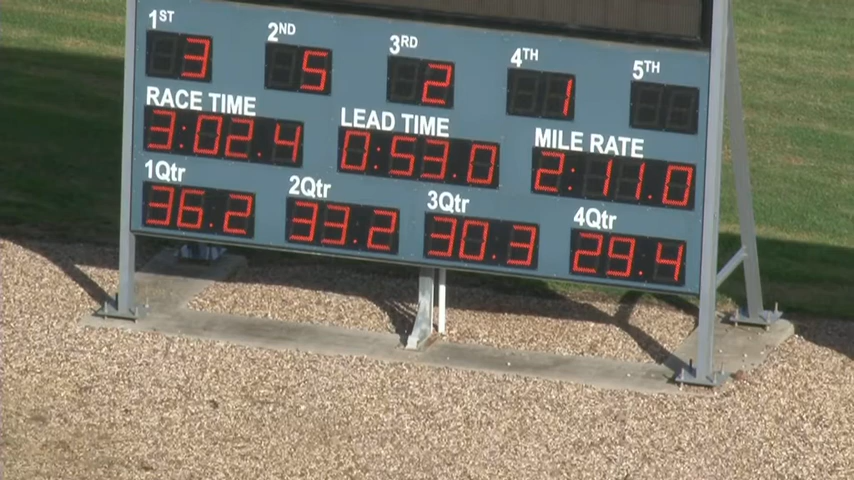 1ST 2ND 3RD 4TH 5TH
3 5 2 1
RACE TIME LEAD TIME MILE RATE
3:02.4 0:53.0 2:11.0
1Qtr 2Qtr 3Qtr 4Qtr
36.2 33.2 30.3 29.4